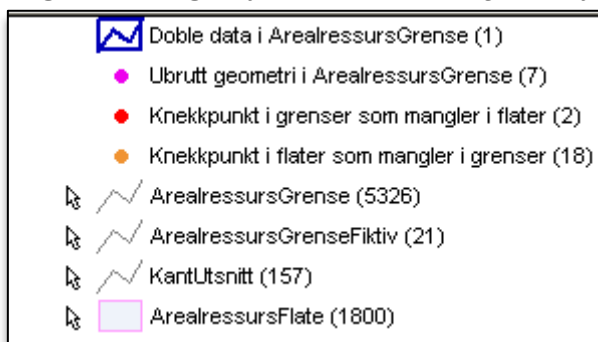 Doble data i ArealressursGrense (1)
Ubrutt geometri i ArealressursGrense (7)
Knekkpunkt i grenser som mangler i flater (2)
Knekkpunkt i flater som mangler i grenser (18)
ArealressursGrense (5326)
ArealressursGrenseFiktiv (21)
KantUtsnitt (157)
ArealressursFlate (1800)